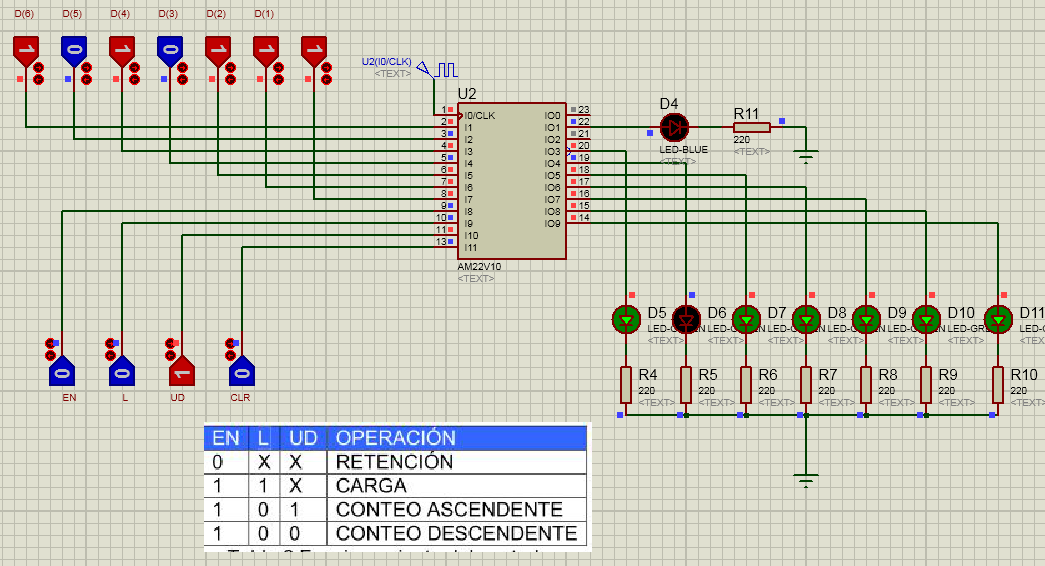 D(6) D(5) D(4) D(3) D(2) D(1)
1 0 1 0 1 1 1
U2(I0/CLK)
<TEXT>
U2
1 I0/CLK IO0 23
2 I1 IO1 22
3 I2 IO2 21
4 I3 IO3 20
5 I4 IO4 19
6 I5 IO5 18
7 I6 IO6 17
8 I7 IO7 16
9 I8 IO8 15
10 I9 IO9 14
11 I10
13 I11
AM22V10
<TEXT>
D4
LED-BLUE
<TEXT>
R11
220
<TEXT>
D5 D6 D7 D8 D9 D10 D11
<TEXT> <TEXT> <TEXT> <TEXT> <TEXT> <TEXT>
R4 R5 R6 R7 R8 R9 R10
220 220 220 220 220 220 220
<TEXT> <TEXT> <TEXT> <TEXT> <TEXT> <TEXT> <TEXT
0 0 1 0
EN L UD CLR
EN L UD OPERACIÓN
0 X X RETENCIÓN
1 1 X CARGA
1 0 1 CONTEO ASCENDENTE
1 0 0 CONTEO DESCENDENTE